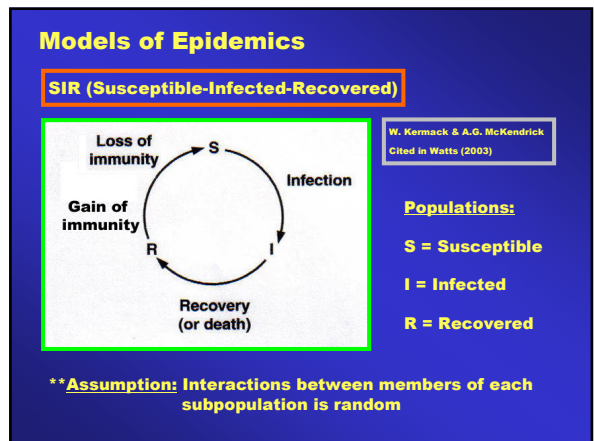 Models of Epidemics
SIR (Susceptible-Infected-Recovered)
W. Kermack & A.G. McKendrick
Cited in Watts (2003)
Loss of
immunity
S
Infection
Gain of
immunity
R
I
Recovery
(or death)
Populations:
S = Susceptible
I = Infected
R = Recovered
**Assumption: Interactions between members of each
subpopulation is random